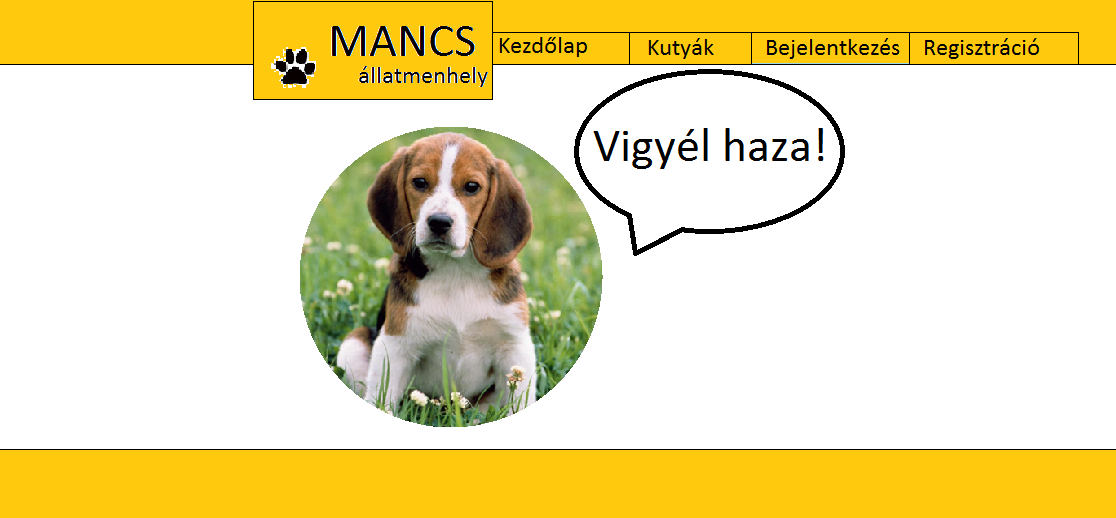 MANCS
állatmenhely
Kezdőlap
Kutyák
Bejelentkezés
Regisztráció
Vigyél haza!